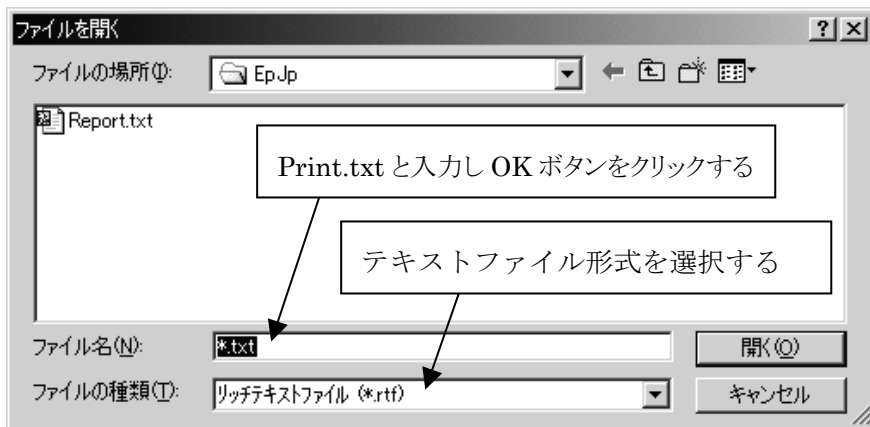 ファイルを開く
ファイルの場所(I):
EpJp
Report.txt
Print.txt と入力し OK ボタンをクリックする
テキストファイル形式を選択する
ファイル名(N):
*.txt
開く(O)
ファイルの種類(T):
リッチテキストファイル (*.rtf)
キャンセル